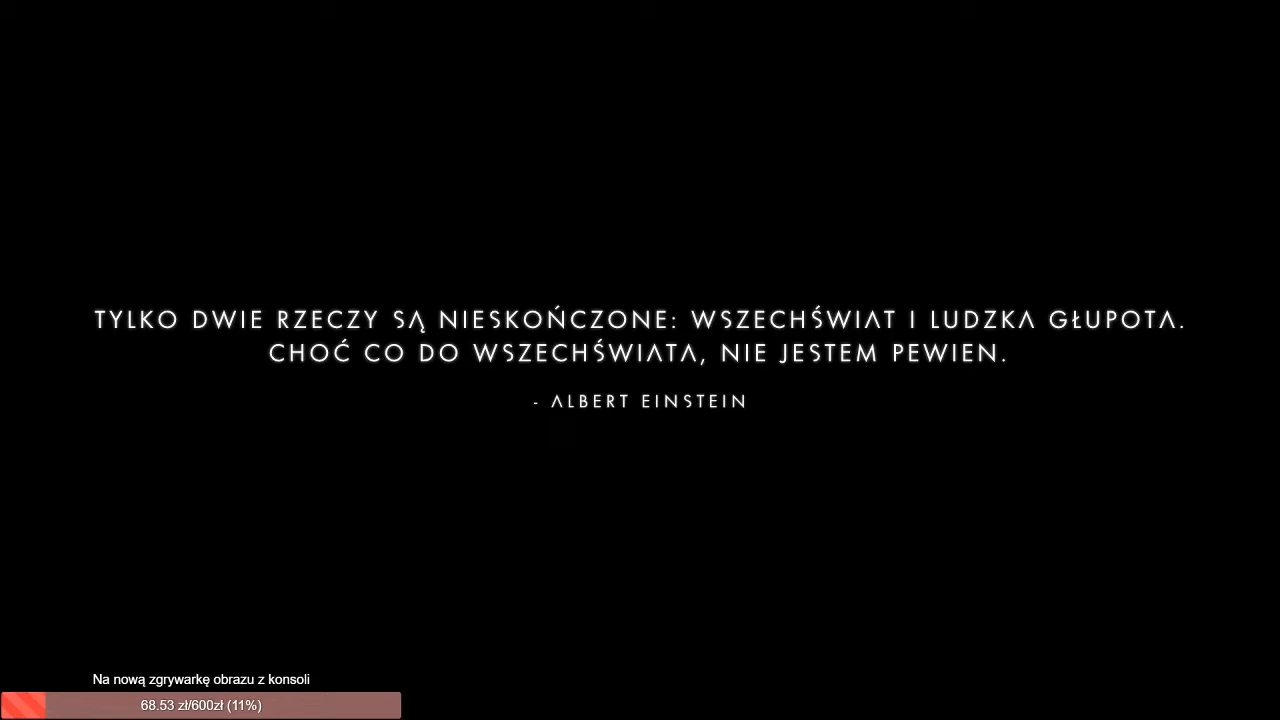 TYLKO DWIE RZECZY SĄ NIESKOŃCZONE: WSZECHŚWIAT I LUDZKA GŁUPOTA.
CHOĆ CO DO WSZECHŚWIATA, NIE JESTEM PEWIEN.
- ALBERT EINSTEIN
Na nową zgrywarkę obrazu z konsoli
68.53 zł/600zł (11%)